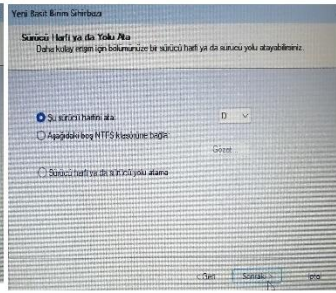 Yeni Basit Birim Sihirbazı
Sürücü Harfi ya da Yolu Ata
Daha kolay erişim için bölümünüze bir sürücü harfi ya da sürücü yolu atayabilirsiniz.
Şu sürücü harfini ata: D
Aşağıdaki boş NTFS klasörüne bağla:
Gözat
Sürücü harfi ya da sürücü yolu atama
< Geri Sonraki > İptal